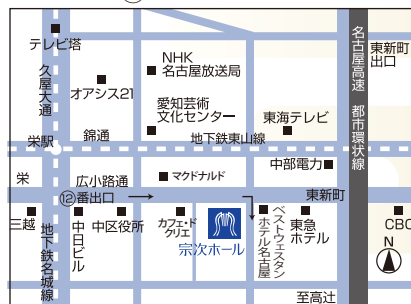 テレビ塔
久屋大通
オアシス21
NHK
名古屋放送局
愛知芸術
文化センター
東海テレビ
名古屋高速 都市環状線
東新町
出口
栄駅
錦通
地下鉄東山線
中部電力
栄
広小路通
マクドナルド
東新町
⑫番出口
三越
地下鉄名城線
中日ビル
中区役所
カフェ・ド
クリエ
宗次ホール
ベストウェスタン
ホテル名古屋
東急
ホテル
CBC
N
至高辻